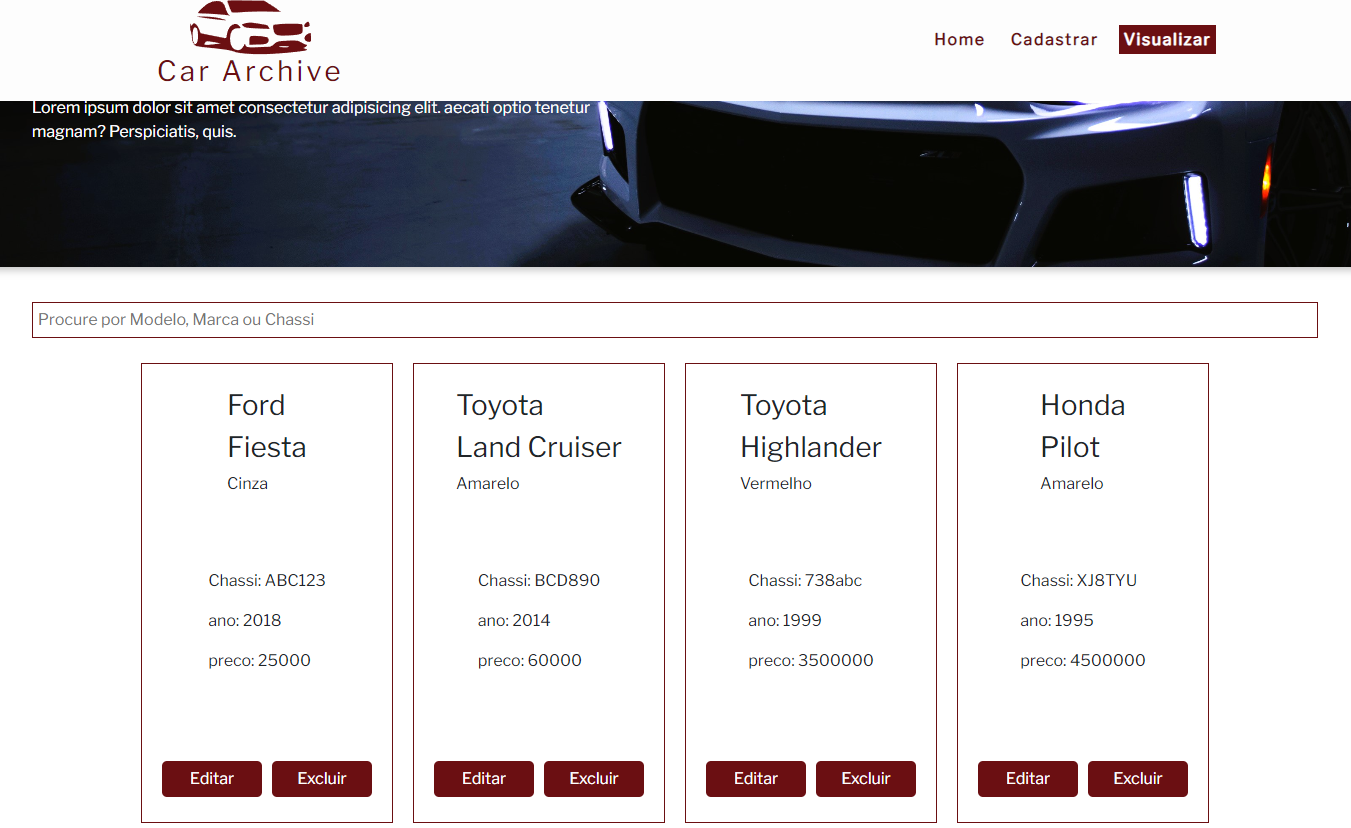 Car Archive
Home Cadastrar Visualizar
Lorem ipsum dolor sit amet consectetur adipisicing elit. aecati optio tenetur
magnam? Perspiciatis, quis.
Procure por Modelo, Marca ou Chassi
Ford
Fiesta
Cinza
Chassi: ABC123
ano: 2018
preco: 25000
Editar Excluir
Toyota
Land Cruiser
Amarelo
Chassi: BCD890
ano: 2014
preco: 60000
Editar Excluir
Toyota
Highlander
Vermelho
Chassi: 738abc
ano: 1999
preco: 3500000
Editar Excluir
Honda
Pilot
Amarelo
Chassi: XJ8TYU
ano: 1995
preco: 4500000
Editar Excluir